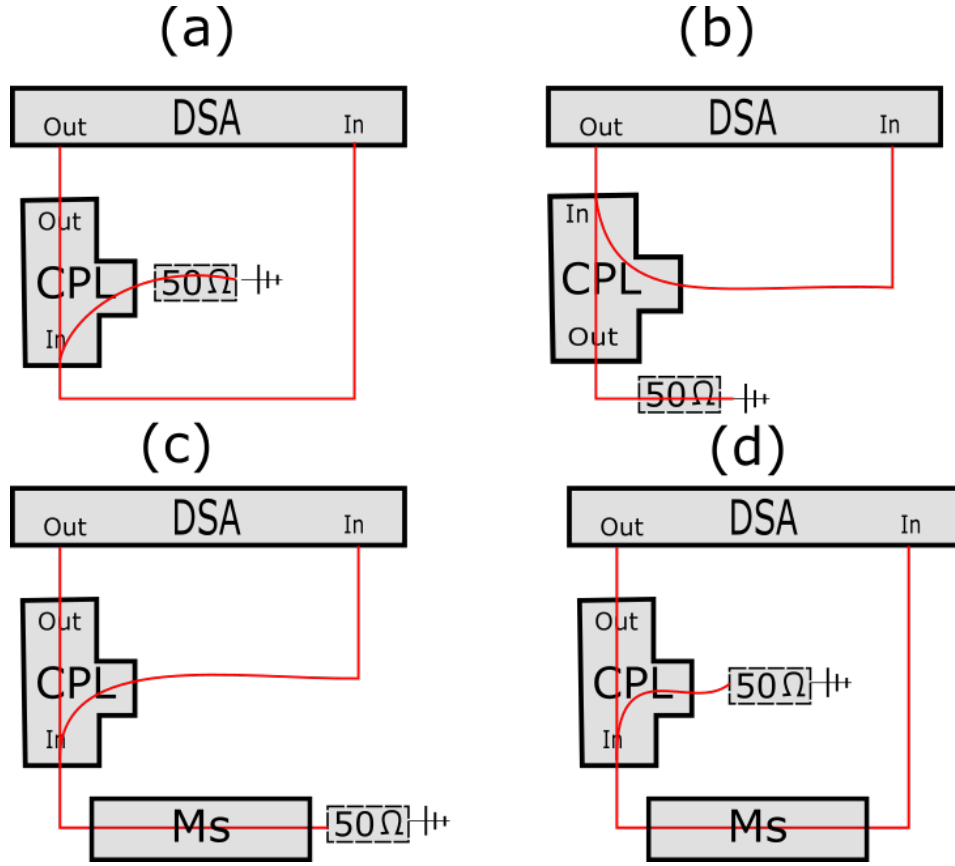 (a)
DSA
Out
In
Out
CPL
50Ω
In
(b)
DSA
Out
In
In
CPL
Out
50Ω
(c)
DSA
Out
In
Out
CPL
In
Ms
50Ω
(d)
DSA
Out
In
Out
CPL
50Ω
In
Ms